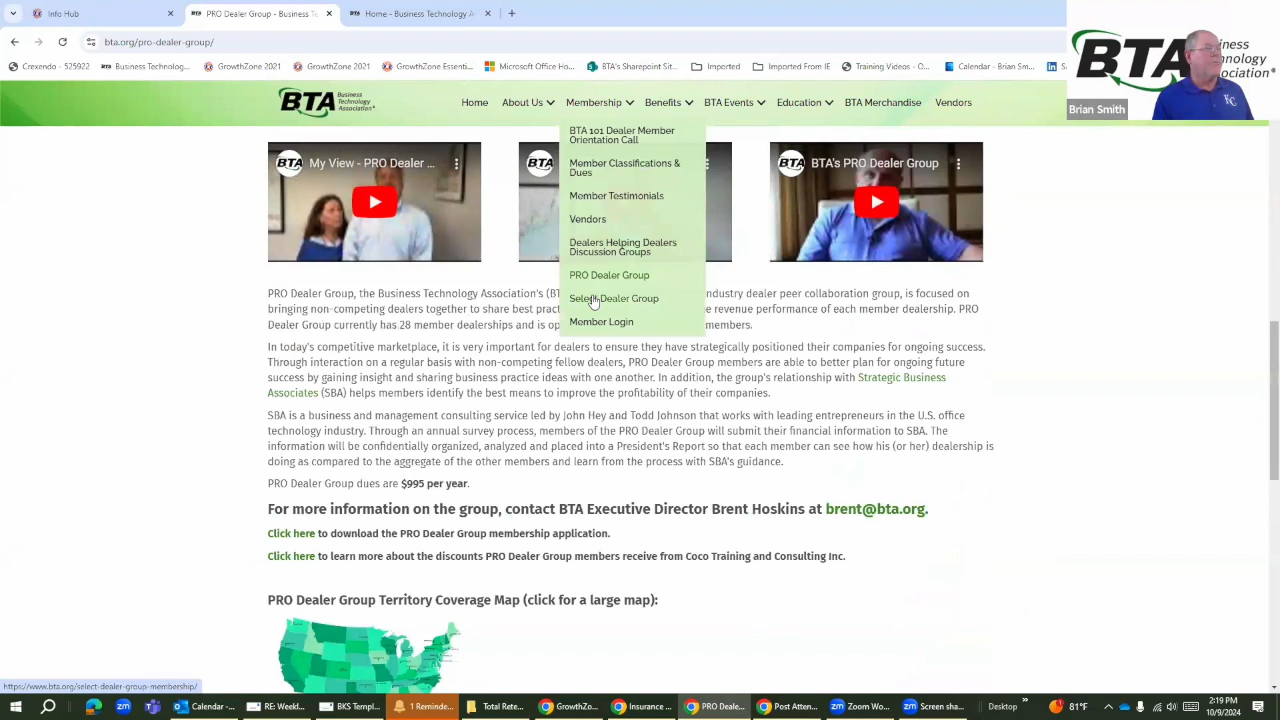 Info Hub
PRO Dealer Group - Business Te
Home - Business Technology A
bta.org/pro-dealer-group/
Crexendo - 525922
Business Technolog...
GrowthZone 2021
GrowthZone 2021
GrowthZone Essenti...
Microsoft Office Ho...
BTA's SharePoint Site
Imported
Imported From IE
Training Videos - O...
Calendar - Brian Sm...
BTA Business Technology Association®
Brian Smith
KC
BTA Business Technology Association®
Home
About Us
Membership
Benefits
BTA Events
Education
BTA Merchandise
Vendors
BTA 101 Dealer Member
Orientation Call
Member Classifications &
Dues
Member Testimonials
Vendors
Dealers Helping Dealers
Discussion Groups
PRO Dealer Group
Select Dealer Group
Member Login
BTA My View - PRO Dealer ...
BTA
BTA BTA's PRO Dealer Group
PRO Dealer Group, the Business Technology Association's (BT industry dealer peer collaboration group, is focused on
bringing non-competing dealers together to share best pract e revenue performance of each member dealership. PRO
Dealer Group currently has 28 member dealerships and is op members.
In today's competitive marketplace, it is very important for dealers to ensure they have strategically positioned their companies for ongoing success.
Through interaction on a regular basis with non-competing fellow dealers, PRO Dealer Group members are able to better plan for ongoing future
success by gaining insight and sharing business practice ideas with one another. In addition, the group's relationship with Strategic Business
Associates (SBA) helps members identify the best means to improve the profitability of their companies.
SBA is a business and management consulting service led by John Hey and Todd Johnson that works with leading entrepreneurs in the U.S. office
technology industry. Through an annual survey process, members of the PRO Dealer Group will submit their financial information to SBA. The
information will be confidentially organized, analyzed and placed into a President's Report so that each member can see how his (or her) dealership is
doing as compared to the aggregate of the other members and learn from the process with SBA's guidance.
PRO Dealer Group dues are $995 per year.
For more information on the group, contact BTA Executive Director Brent Hoskins at brent@bta.org.
Click here to download the PRO Dealer Group membership application.
Click here to learn more about the discounts PRO Dealer Group members receive from Coco Training and Consulting Inc.
PRO Dealer Group Territory Coverage Map (click for a large map):
https://www.bta.org/select-dealer-group-membership/
Calendar -...
RE: Week...
BKS Templ...
1 Reminde...
Total Rete...
GrowthZ...
Insurance ...
PRO Deale...
Post Atten...
Zoom Wo...
Screen sha...
Desktop
81°F
2:19 PM
10/9/2024